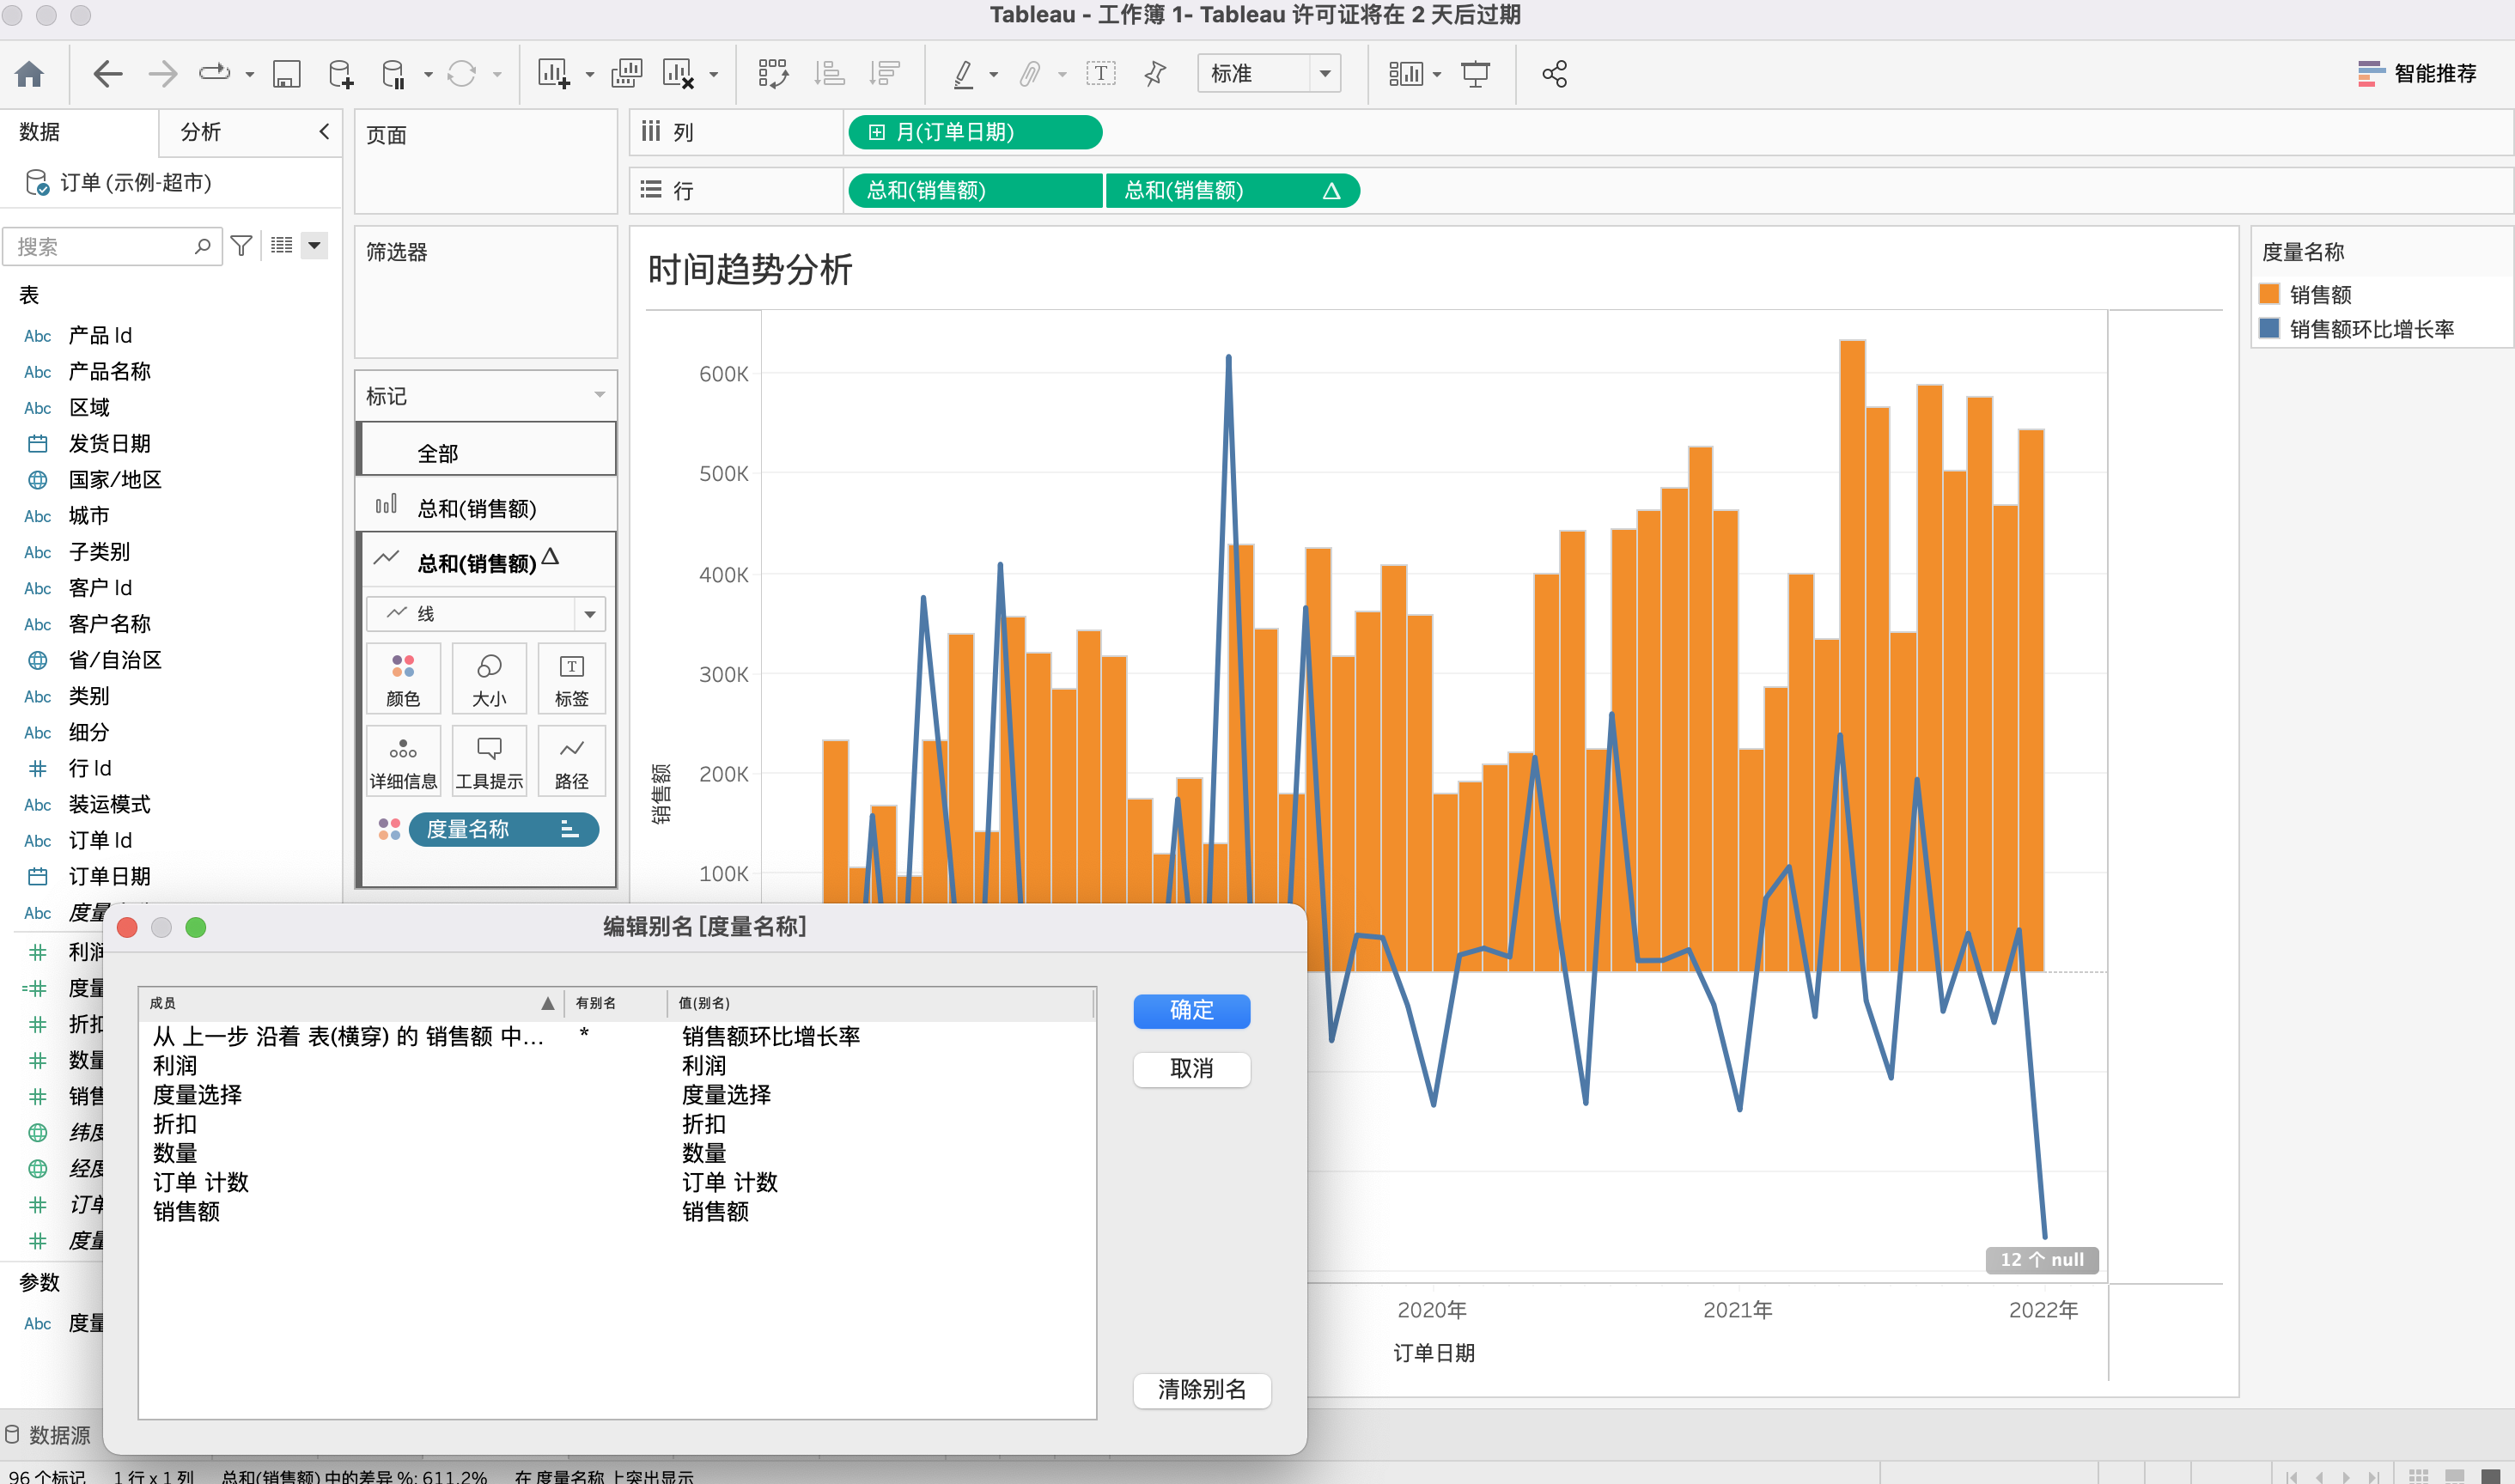 Tableau - 工作簿 1- Tableau 许可证将在 2 天后过期
标准
智能推荐
数据
分析
页面
列
月(订单日期)
订单 (示例-超市)
行
总和(销售额)
总和(销售额)
搜索
筛选器
时间趋势分析
度量名称
销售额
销售额环比增长率
表
Abc 产品 Id
Abc 产品名称
Abc 区域
发货日期
国家/地区
Abc 城市
Abc 子类别
Abc 客户 Id
Abc 客户名称
省/自治区
Abc 类别
Abc 细分
行 Id
Abc 装运模式
Abc 订单 Id
订单日期
Abc 度量
利润
度量
折扣
数量
销售
纬度
经度
订单
度量
参数
Abc 度量
标记
全部
总和(销售额)
总和(销售额)
线
颜色
大小
标签
详细信息
工具提示
路径
度量名称
600K
500K
400K
300K
200K
100K
销售额
12 个 null
2020年
2021年
2022年
订单日期
编辑别名 [度量名称]
成员
有别名
值(别名)
从 上一步 沿着 表(横穿) 的 销售额 中... * 销售额环比增长率
利润 利润
度量选择 度量选择
折扣 折扣
数量 数量
订单 计数 订单 计数
销售额 销售额
确定
取消
清除别名
数据源
96 个标记 1 行 x 1 列 总和(销售额) 中的差异 %: 611.2% 在 度量名称 上突出显示